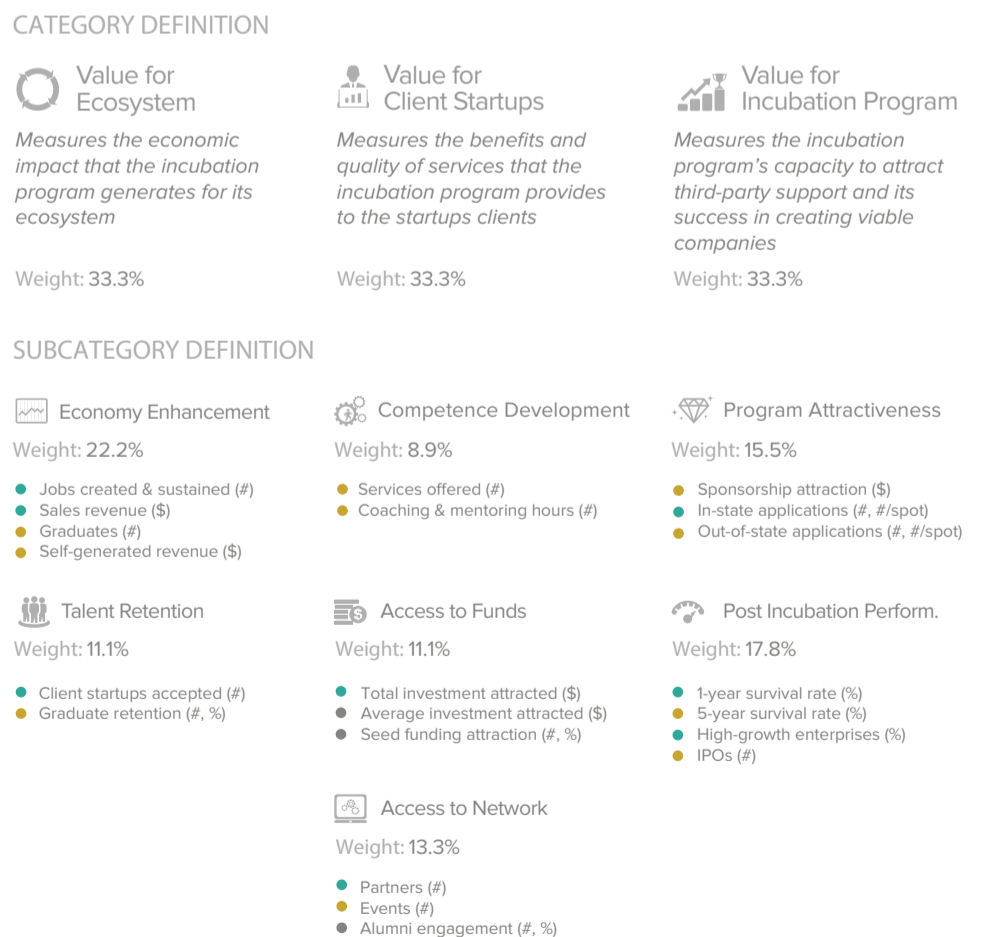 CATEGORY DEFINITION
Value for
Ecosystem
Measures the economic
impact that the incubation
program generates for its
ecosystem
Weight: 33.3%
Value for
Client Startups
Measures the benefits and
quality of services that the
incubation program provides
to the startups clients
Weight: 33.3%
Value for
Incubation Program
Measures the incubation
program's capacity to attract
third-party support and its
success in creating viable
companies
Weight: 33.3%
SUBCATEGORY DEFINITION
Economy Enhancement
Weight: 22.2%
Jobs created & sustained (#)
Sales revenue ($)
Graduates (#)
Self-generated revenue ($)
Talent Retention
Weight: 11.1%
Client startups accepted (#)
Graduate retention (#, %)
Competence Development
Weight: 8.9%
Services offered (#)
Coaching & mentoring hours (#)
Access to Funds
Weight: 11.1%
Total investment attracted ($)
Average investment attracted ($)
Seed funding attraction (#, %)
Access to Network
Weight: 13.3%
Partners (#)
Events (#)
Alumni engagement (#, %)
Program Attractiveness
Weight: 15.5%
Sponsorship attraction ($)
In-state applications (#, #/spot)
Out-of-state applications (#, #/spot)
Post Incubation Perform.
Weight: 17.8%
1-year survival rate (%)
5-year survival rate (%)
High-growth enterprises (%)
IPOs (#)